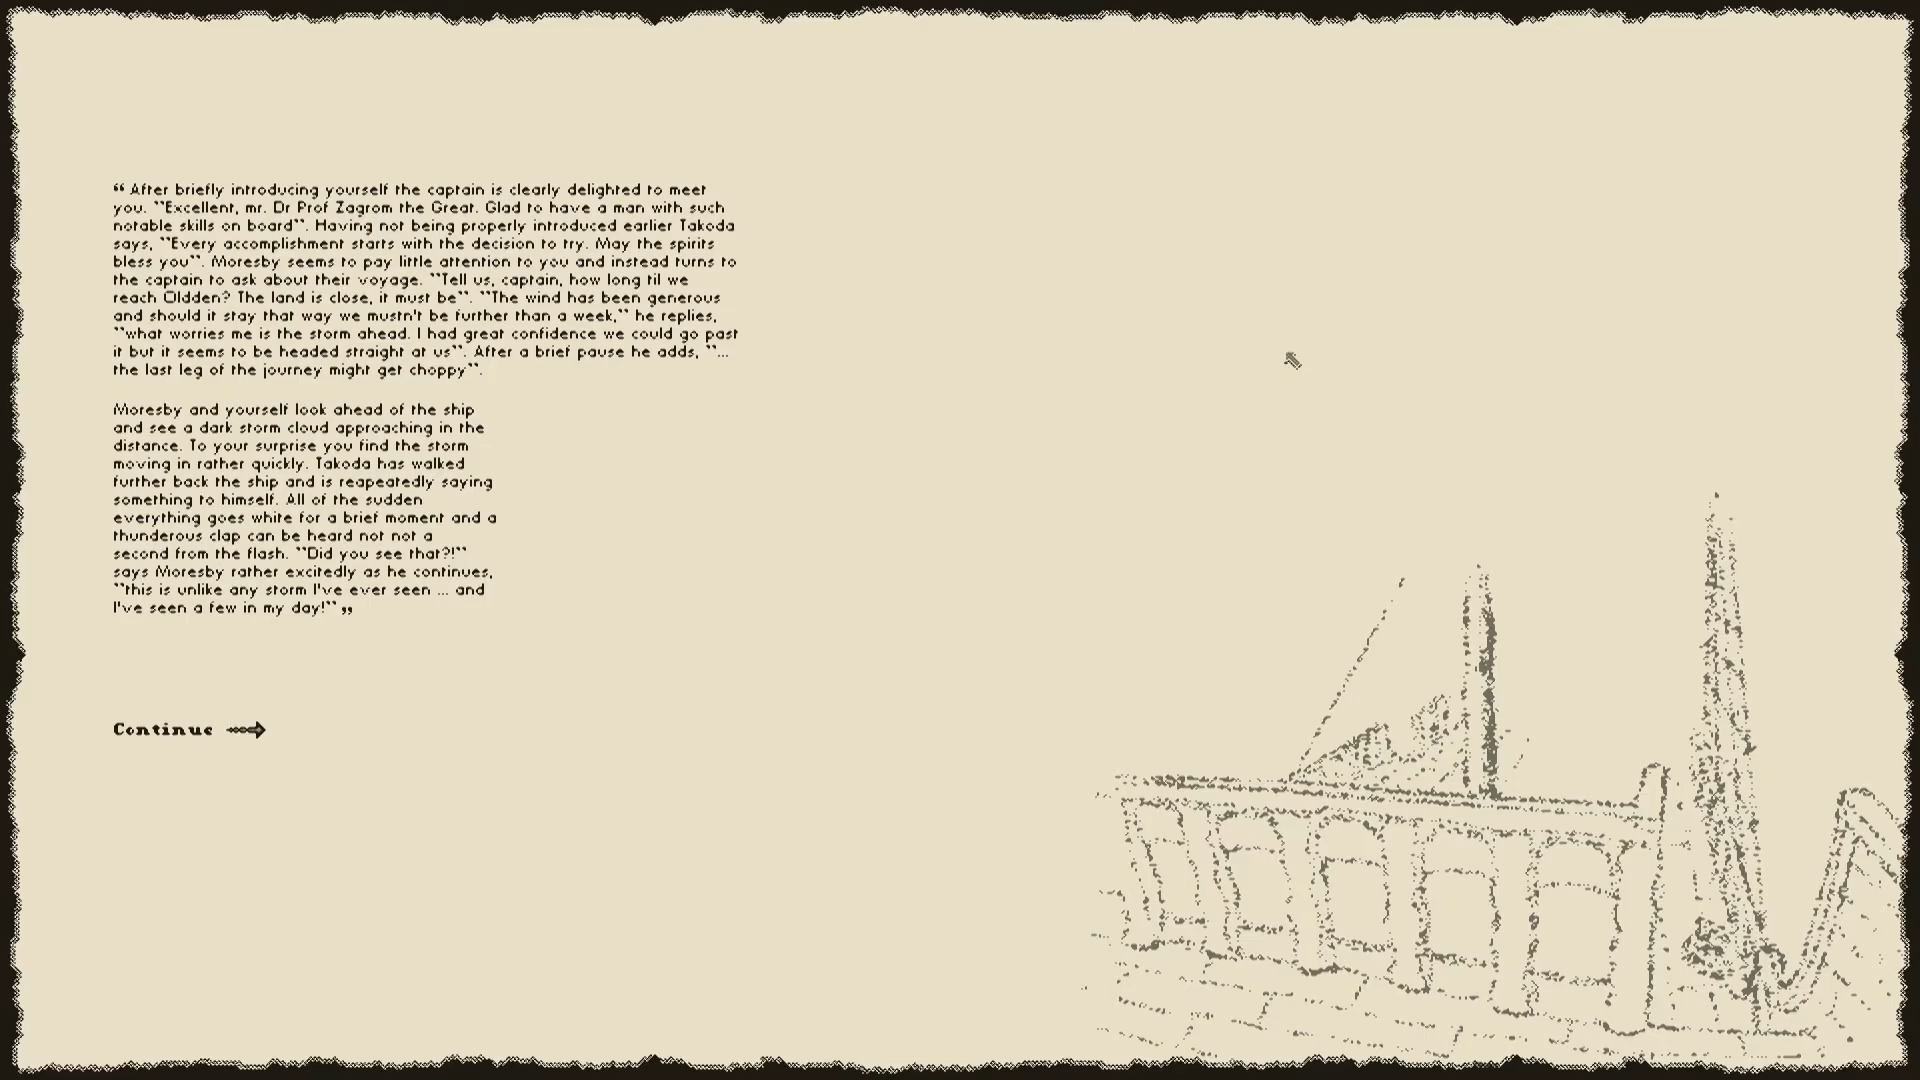 “ After briefly introducing yourself the captain is clearly delighted to meet
you. "Excellent, mr. Dr Prof Zagrom the Great. Glad to have a man with such
notable skills on board". Having not being properly introduced earlier Takoda
says, "Every accomplishment starts with the decision to try. May the spirits
bless you". Moresby seems to pay little attention to you and instead turns to
the captain to ask about their voyage. "Tell us, captain, how long til we
reach Oldden? The land is close, it must be". "The wind has been generous
and should it stay that way we mustn't be further than a week," he replies,
"what worries me is the storm ahead. I had great confidence we could go past
it but it seems to be headed straight at us". After a brief pause he adds, "...
the last leg of the journey might get choppy".
Moresby and yourself look ahead of the ship
and see a dark storm cloud approaching in the
distance. To your surprise you find the storm
moving in rather quickly. Takoda has walked
further back the ship and is reapeatedly saying
something to himself. All of the sudden
everything goes white for a brief moment and a
thunderous clap can be heard not not a
second from the flash. "Did you see that?!"
says Moresby rather excitedly as he continues,
"this is unlike any storm I've ever seen ... and
I've seen a few in my day!" ”
Continue